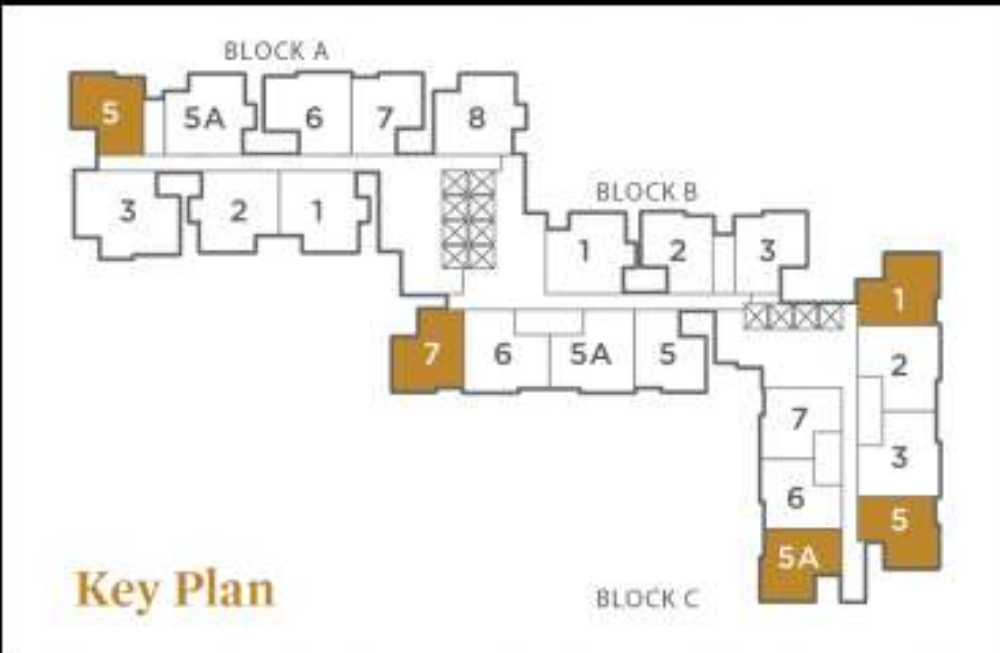 BLOCK A
5 5A 6 7 8
3 2 1
BLOCK B
1 2 3
1
7 6 5A 5
2
7
3
6
5
5A
Key Plan
BLOCK C